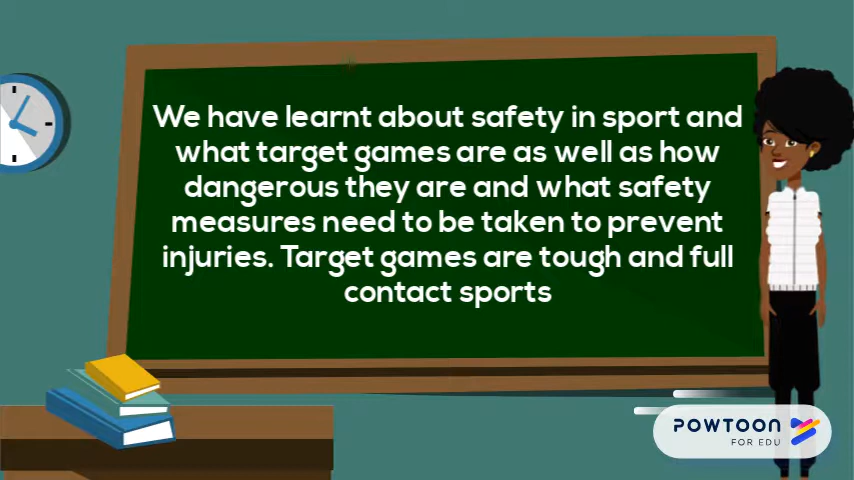 We have learnt about safety in sport and
what target games are as well as how
dangerous they are and what safety
measures need to be taken to prevent
injuries. Target games are tough and full
contact sports
POWTOON
FOR EDU